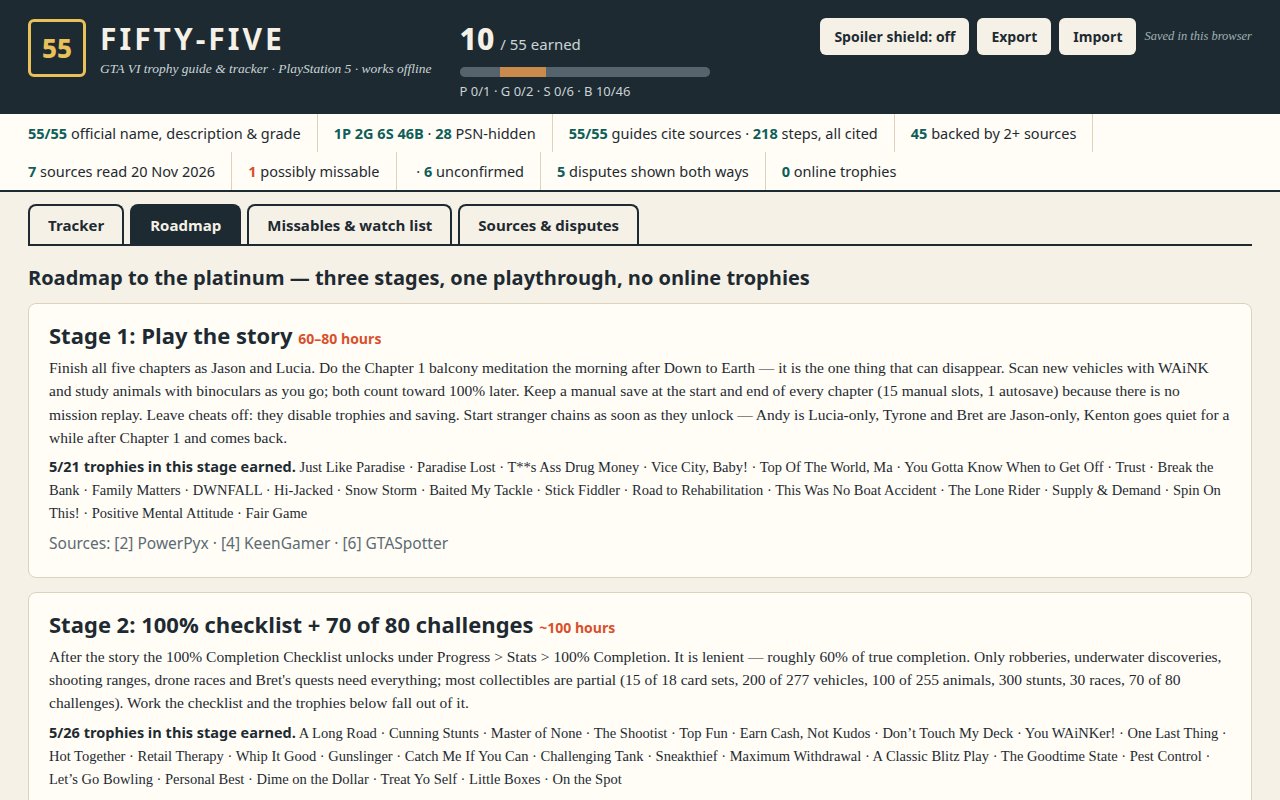 55
FIFTY-FIVE
GTA VI trophy guide & tracker · PlayStation 5 · works offline
10 / 55 earned
P 0/1 · G 0/2 · S 0/6 · B 10/46
Spoiler shield: off
Export
Import
Saved in this browser
55/55 official name, description & grade
1P 2G 6S 46B · 28 PSN-hidden
55/55 guides cite sources · 218 steps, all cited
45 backed by 2+ sources
7 sources read 20 Nov 2026
1 possibly missable
· 6 unconfirmed
5 disputes shown both ways
0 online trophies
Tracker
Roadmap
Missables & watch list
Sources & disputes
Roadmap to the platinum — three stages, one playthrough, no online trophies
Stage 1: Play the story 60–80 hours
Finish all five chapters as Jason and Lucia. Do the Chapter 1 balcony meditation the morning after Down to Earth — it is the one thing that can disappear. Scan new vehicles with WAiNK
and study animals with binoculars as you go; both count toward 100% later. Keep a manual save at the start and end of every chapter (15 manual slots, 1 autosave) because there is no
mission replay. Leave cheats off: they disable trophies and saving. Start stranger chains as soon as they unlock — Andy is Lucia-only, Tyrone and Bret are Jason-only, Kenton goes quiet for a
while after Chapter 1 and comes back.
5/21 trophies in this stage earned. Just Like Paradise · Paradise Lost · T**s Ass Drug Money · Vice City, Baby! · Top Of The World, Ma · You Gotta Know When to Get Off · Trust · Break the
Bank · Family Matters · DWNFALL · Hi-Jacked · Snow Storm · Baited My Tackle · Stick Fiddler · Road to Rehabilitation · This Was No Boat Accident · The Lone Rider · Supply & Demand · Spin On
This! · Positive Mental Attitude · Fair Game
Sources: [2] PowerPyx · [4] KeenGamer · [6] GTASpotter
Stage 2: 100% checklist + 70 of 80 challenges ~100 hours
After the story the 100% Completion Checklist unlocks under Progress > Stats > 100% Completion. It is lenient — roughly 60% of true completion. Only robberies, underwater discoveries,
shooting ranges, drone races and Bret's quests need everything; most collectibles are partial (15 of 18 card sets, 200 of 277 vehicles, 100 of 255 animals, 300 stunts, 30 races, 70 of 80
challenges). Work the checklist and the trophies below fall out of it.
5/26 trophies in this stage earned. A Long Road · Cunning Stunts · Master of None · The Shootist · Top Fun · Earn Cash, Not Kudos · Don’t Touch My Deck · You WAiNKer! · One Last Thing ·
Hot Together · Retail Therapy · Whip It Good · Gunslinger · Catch Me If You Can · Challenging Tank · Sneakthief · Maximum Withdrawal · A Classic Blitz Play · The Goodtime State · Pest Control ·
Let’s Go Bowling · Personal Best · Dime on the Dollar · Treat Yo Self · Little Boxes · On the Spot